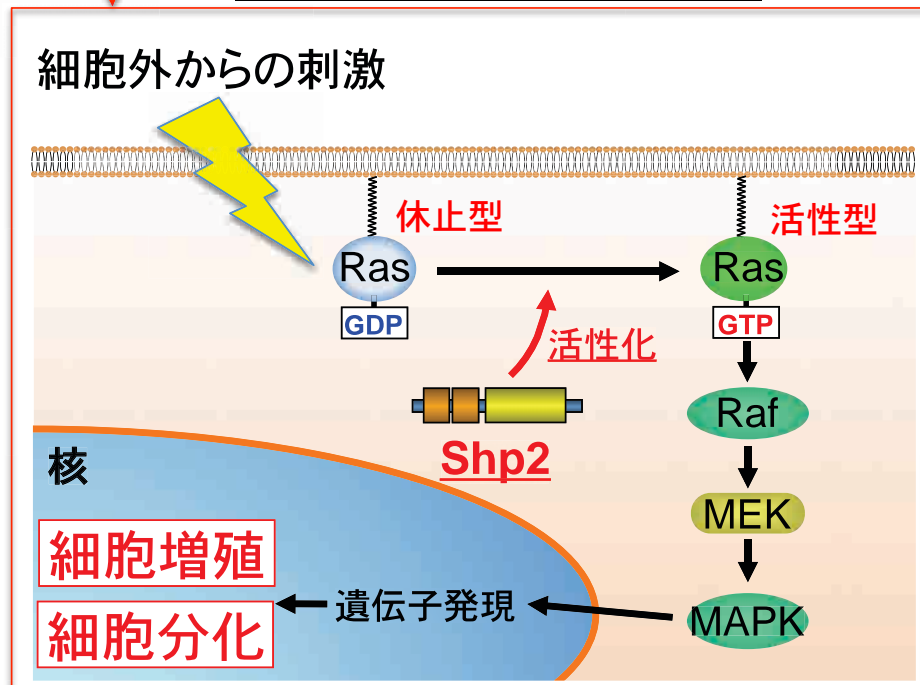 細胞外からの刺激
休止型
活性型
Ras
Ras
GDP
GTP
活性化
Raf
Shp2
核
MEK
細胞増殖
遺伝子発現
MAPK
細胞分化